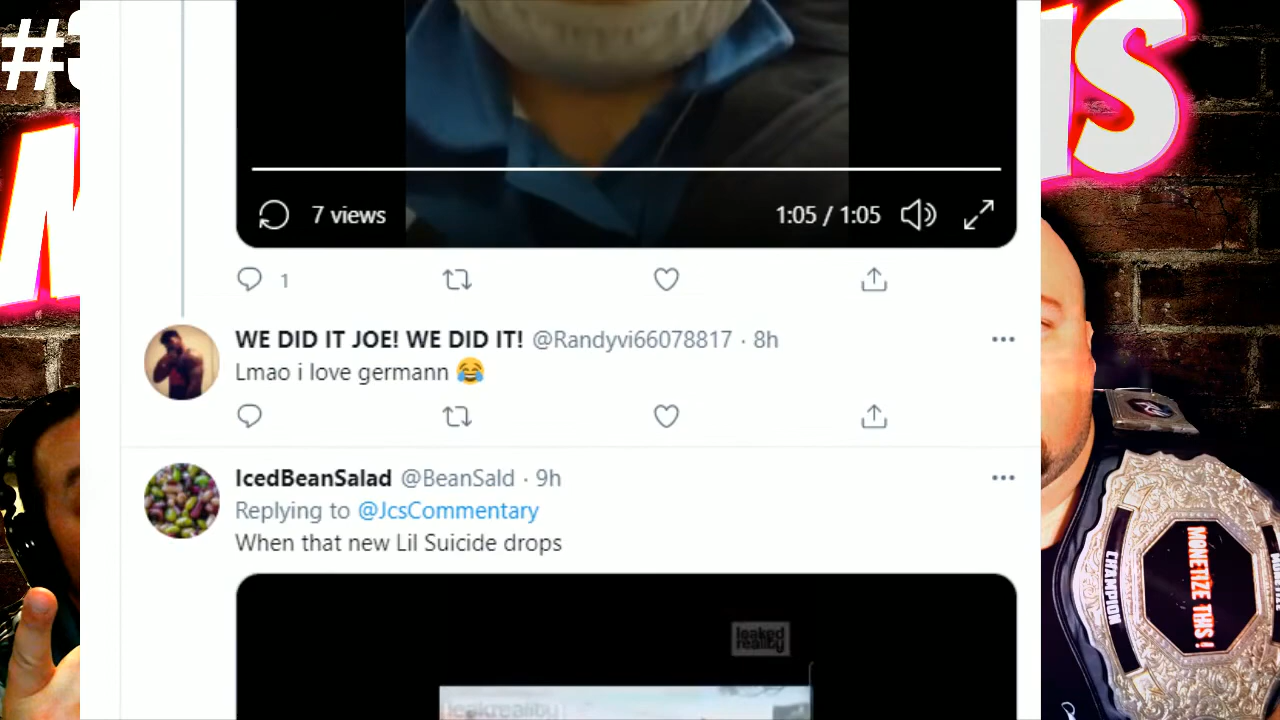 7 views
1:05 / 1:05
1
WE DID IT JOE! WE DID IT! @Randyvi66078817 · 8h
Lmao i love germann 😂
IcedBeanSalad @BeanSald · 9h
Replying to @JcsCommentary
When that new Lil Suicide drops
leaked
reality
leakreality
CHAMPION
MONETIZE THIS!